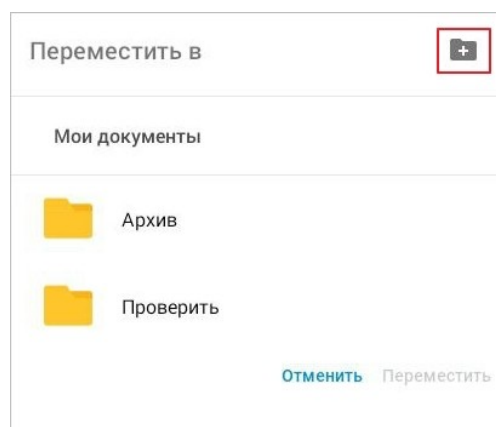 Переместить в
Мои документы
Архив
Проверить
Отменить Переместить